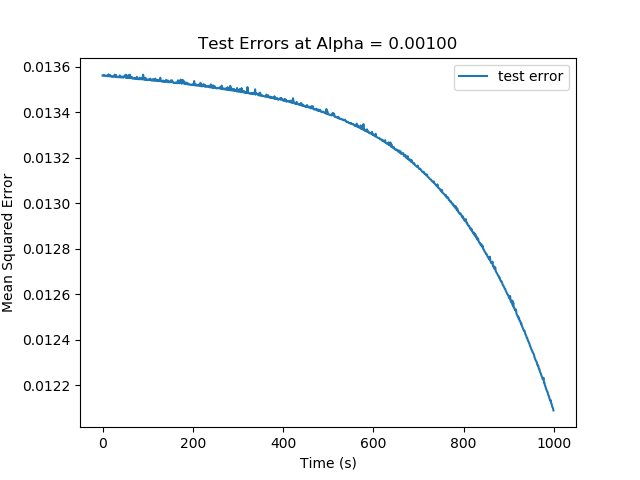 Test Errors at Alpha = 0.00100
test error
Mean Squared Error
0.0136
0.0134
0.0132
0.0130
0.0128
0.0126
0.0124
0.0122
0 200 400 600 800 1000
Time (s)